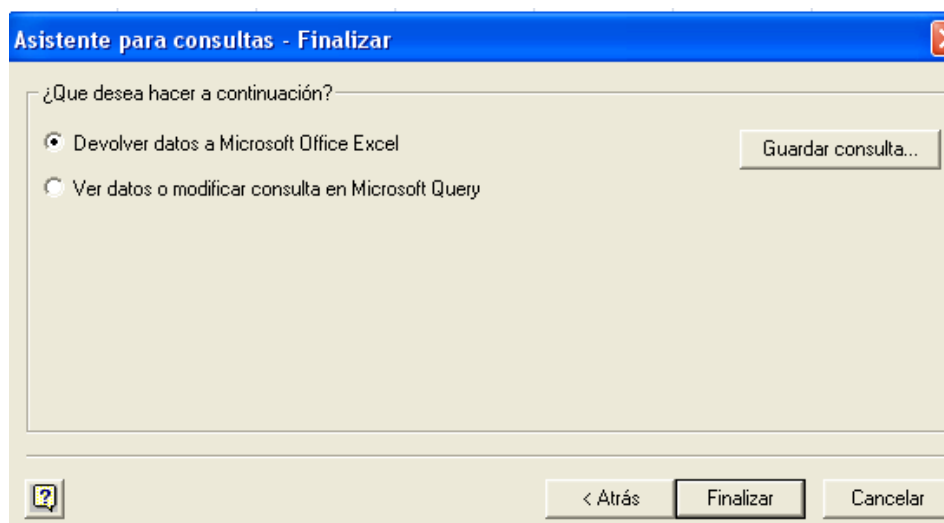 Asistente para consultas - Finalizar
¿Que desea hacer a continuación?
Devolver datos a Microsoft Office Excel
Guardar consulta...
Ver datos o modificar consulta en Microsoft Query
< Atrás
Finalizar
Cancelar